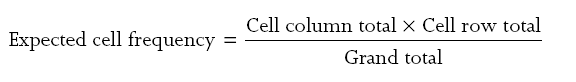 Expected cell frequency = Cell column total × Cell row total
Grand total